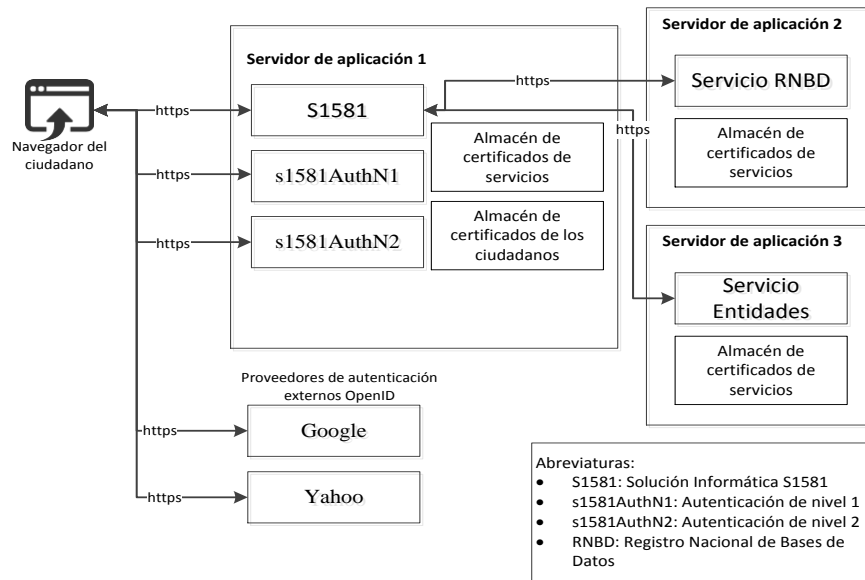 Servidor de aplicación 1
Servidor de aplicación 2
Servicio RNBD
Almacén de
certificados de
servicios
Servidor de aplicación 3
Servicio
Entidades
Almacén de
certificados de
servicios
Navegador del
ciudadano
https
S1581
https
https
Almacén de
certificados de
servicios
https
s1581AuthN1
https
s1581AuthN2
Almacén de
certificados de los
ciudadanos
Proveedores de autenticación
externos OpenID
https
Google
https
Yahoo
Abreviaturas:
• S1581: Solución Informática S1581
• s1581AuthN1: Autenticación de nivel 1
• s1581AuthN2: Autenticación de nivel 2
• RNBD: Registro Nacional de Bases de
Datos